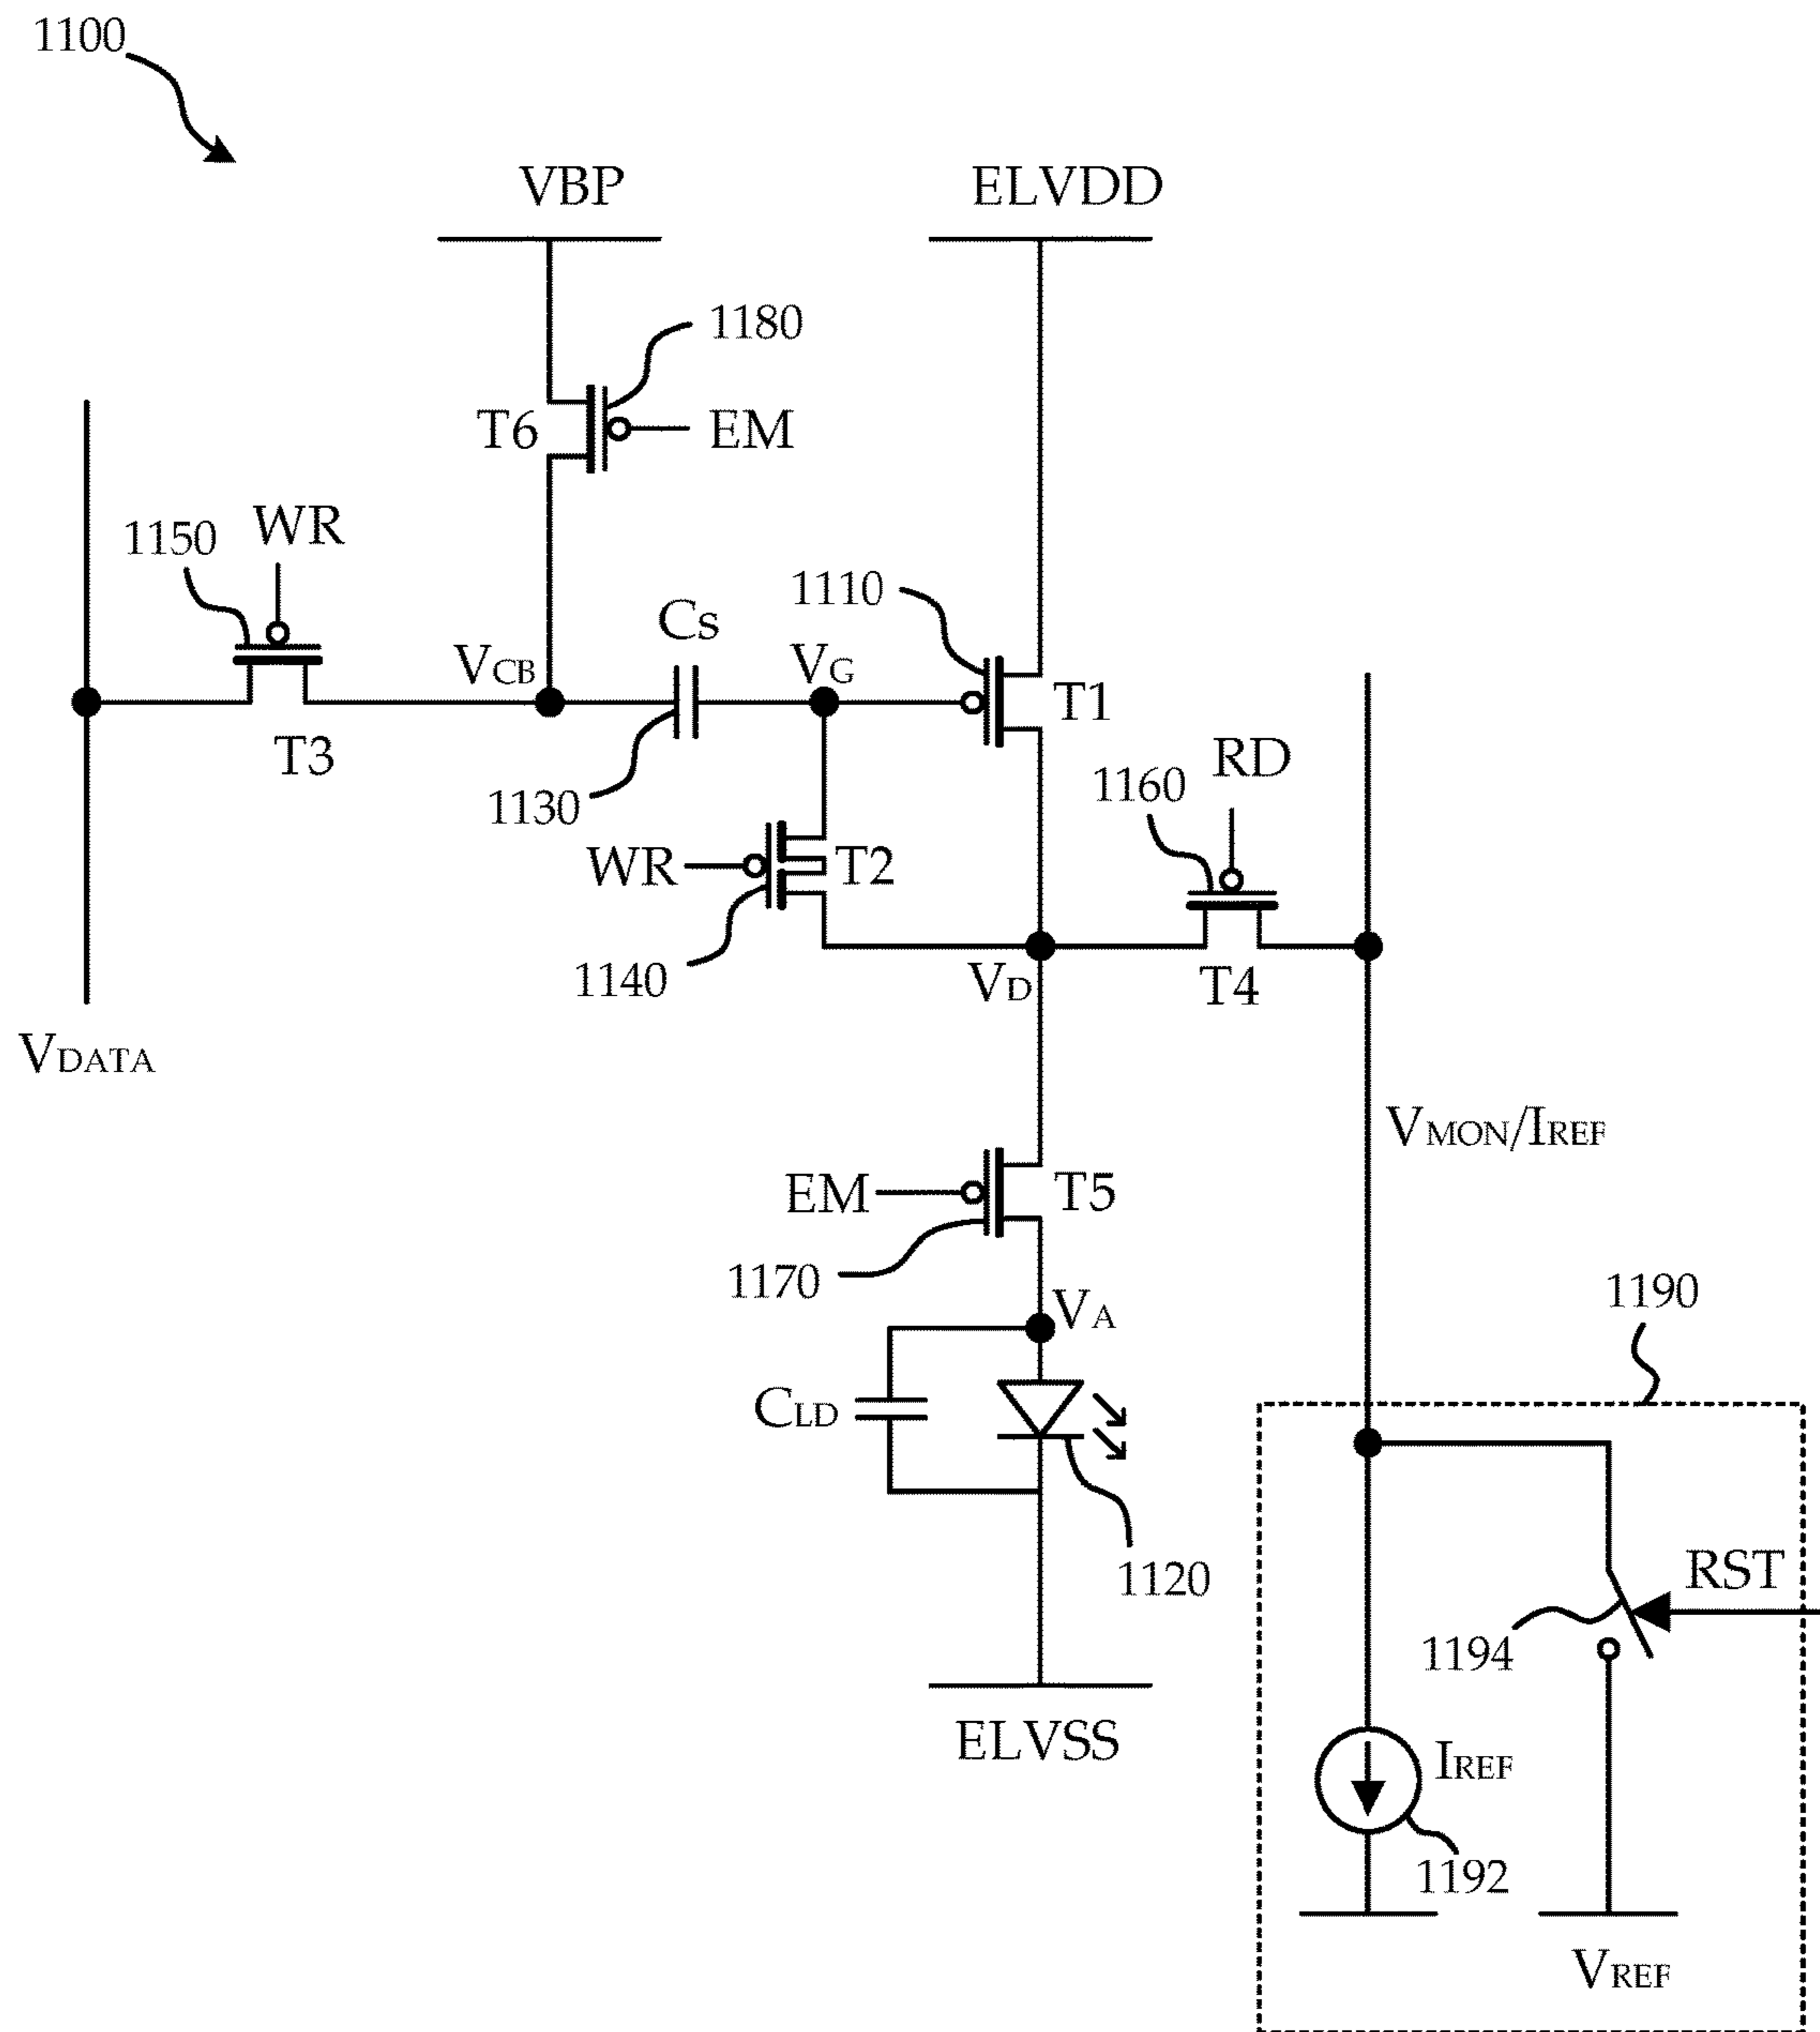 1100
VBP
ELVDD
1180
T6
EM
1150
WR
1110
Cs
VCB
VG
T1
T3
1130
RD
1160
WR
T2
1140
VD
T4
VDATA
VMON/IREF
EM
T5
1170
VA
1190
CLD
1120
RST
1194
ELVSS
IREF
1192
VREF